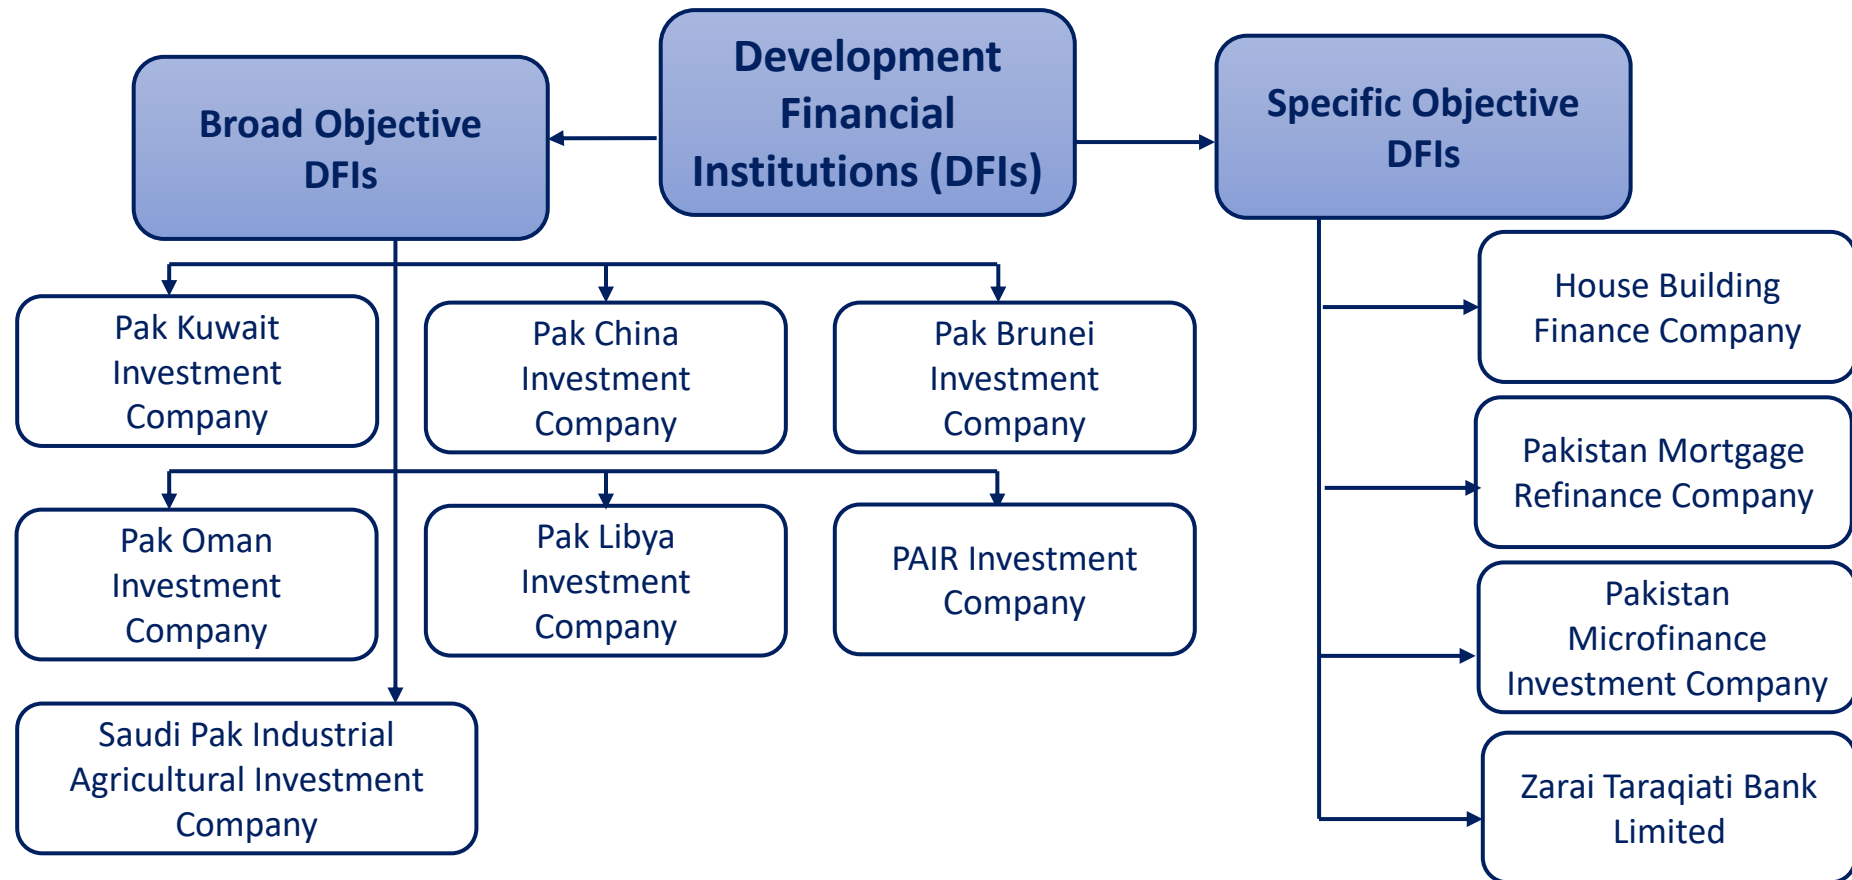 Development
Financial
Institutions (DFIs)
Broad Objective
DFIs
Specific Objective
DFIs
Pak Kuwait
Investment
Company
Pak China
Investment
Company
Pak Brunei
Investment
Company
Pak Oman
Investment
Company
Pak Libya
Investment
Company
PAIR Investment
Company
Saudi Pak Industrial
Agricultural Investment
Company
House Building
Finance Company
Pakistan Mortgage
Refinance Company
Pakistan
Microfinance
Investment Company
Zarai Taraqiati Bank
Limited